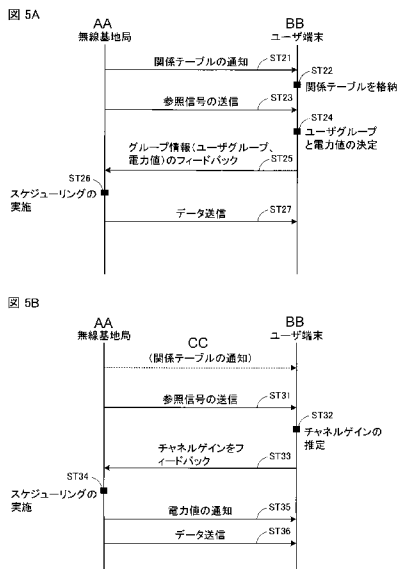 図 5A
AA
無線基地局
BB
ユーザ端末
関係テーブルの通知
ST21
ST22
関係テーブルを格納
参照信号の送信
ST23
ST24
ユーザグループ
と電力値の決定
グループ情報(ユーザグループ、
電力値)のフィードバック
ST25
ST26
スケジューリングの
実施
データ送信
ST27
図 5B
AA
無線基地局
BB
ユーザ端末
CC
(関係テーブルの通知)
参照信号の送信
ST31
ST32
チャネルゲインの
推定
チャネルゲインをフ
ィードバック
ST33
ST34
スケジューリングの
実施
電力値の通知
ST35
データ送信
ST36